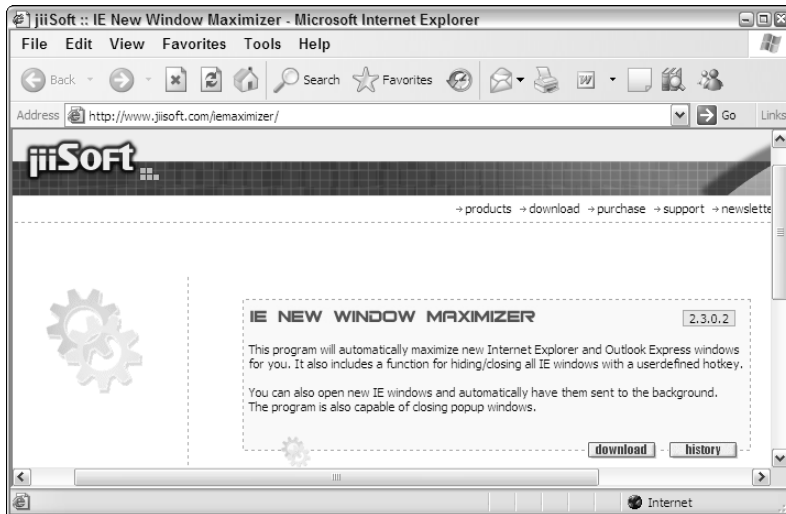 jiiSoft :: IE New Window Maximizer - Microsoft Internet Explorer
File Edit View Favorites Tools Help
Back Search Favorites W
Address http://www.jiisoft.com/iemaximizer/ Go Links
jiiSoft
products download purchase support newslette
IE NEW WINDOW MAXIMIZER 2.3.0.2
This program will automatically maximize new Internet Explorer and Outlook Express windows
for you. It also includes a function for hiding/closing all IE windows with a userdefined hotkey.
You can also open new IE windows and automatically have them sent to the background.
The program is also capable of closing popup windows.
download history
Internet